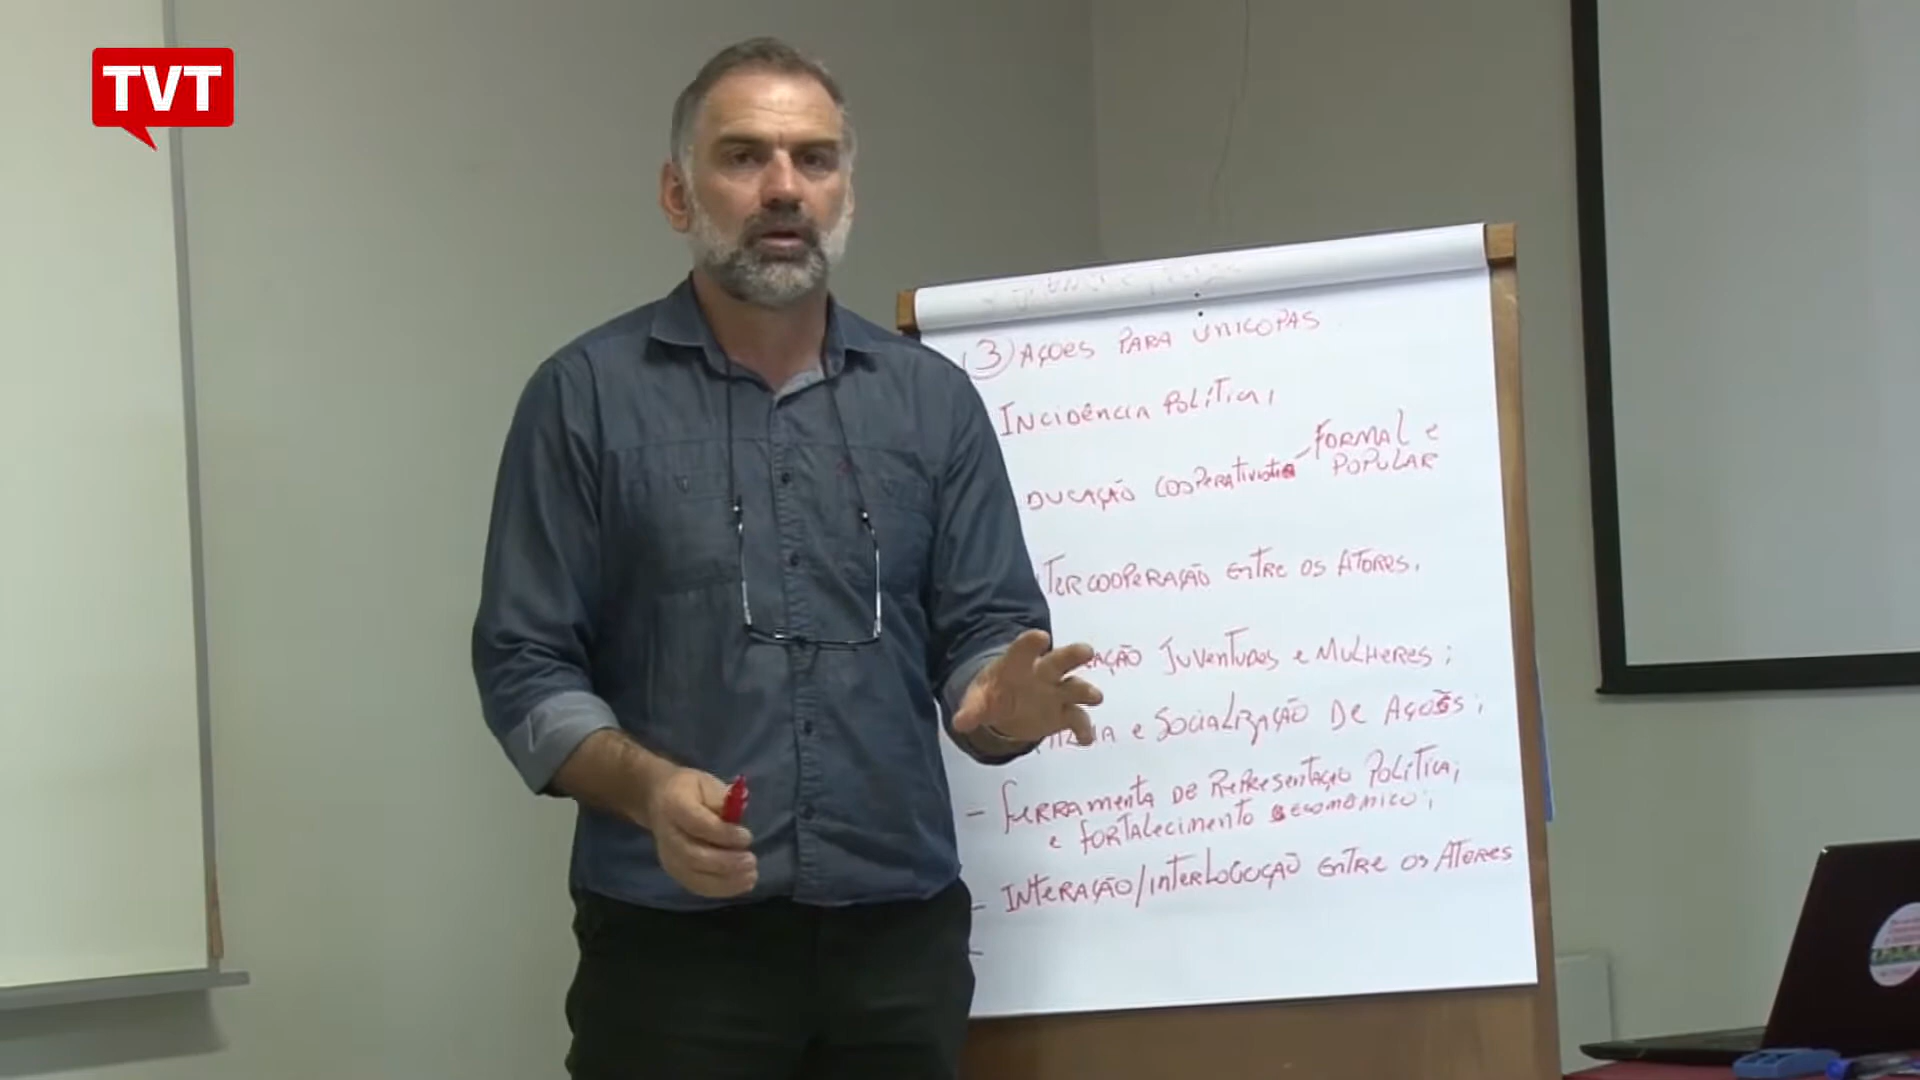 TVT
3 AÇÕES PARA UNICOPAS
INCIDÊNCIA POLÍTICA,
DUCAÇÃO COOPERATIVISTA - FORMAL e
POPULAR
TERCOOPERAÇÃO ENTRE OS ATORES.
AÇÃO JUVENTUDES e MULHERES;
e SOCIALIZAÇÃO DE AÇÕES;
- FERRAMENTA DE REPRESENTAÇÃO POLÍTICA;
e FORTALECIMENTO ECONÔMICO;
- INTERAÇÃO/INTERLOCUÇÃO ENTRE OS ATORES
-